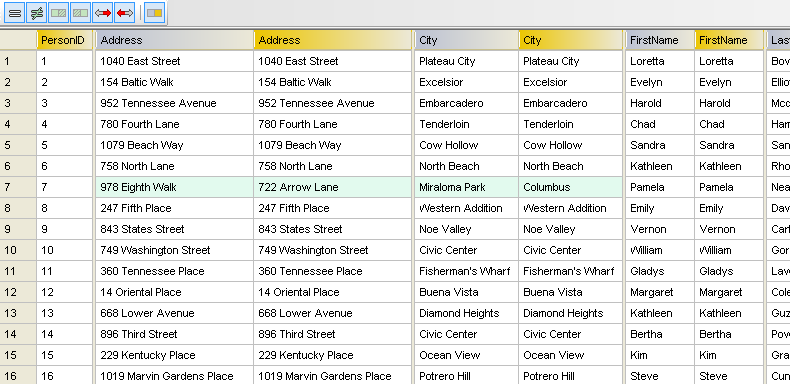 PersonID Address Address City City FirstName FirstName Las
1 1 1040 East Street 1040 East Street Plateau City Plateau City Loretta Loretta Bov
2 2 154 Baltic Walk 154 Baltic Walk Excelsior Excelsior Evelyn Evelyn Ellio
3 3 952 Tennessee Avenue 952 Tennessee Avenue Embarcadero Embarcadero Harold Harold Mcc
4 4 780 Fourth Lane 780 Fourth Lane Tenderloin Tenderloin Chad Chad Ham
5 5 1079 Beach Way 1079 Beach Way Cow Hollow Cow Hollow Sandra Sandra Bow
6 6 758 North Lane 758 North Lane North Beach North Beach Kathleen Kathleen Wes
7 7 978 Eighth Walk 722 Arrow Lane Miraloma Park Columbus Pamela Pamela Nea
8 8 247 Fifth Place 247 Fifth Place Western Addition Western Addition Emily Emily Dav
9 9 843 States Street 843 States Street Noe Valley Noe Valley Vernon Vernon Carl
10 10 749 Washington Street 749 Washington Street Civic Center Civic Center William William Gor
11 11 360 Tennessee Place 360 Tennessee Place Fisherman's Wharf Fisherman's Wharf Gladys Gladys Lav
12 12 14 Oriental Place 14 Oriental Place Buena Vista Buena Vista Margaret Margaret Cole
13 13 668 Lower Avenue 668 Lower Avenue Diamond Heights Diamond Heights Kathleen Kathleen Guz
14 14 896 Third Street 896 Third Street Civic Center Civic Center Bertha Bertha Pov
15 15 229 Kentucky Place 229 Kentucky Place Ocean View Ocean View Kim Kim Gra
16 16 1019 Marvin Gardens Place 1019 Marvin Gardens Place Potrero Hill Potrero Hill Steve Steve Cun